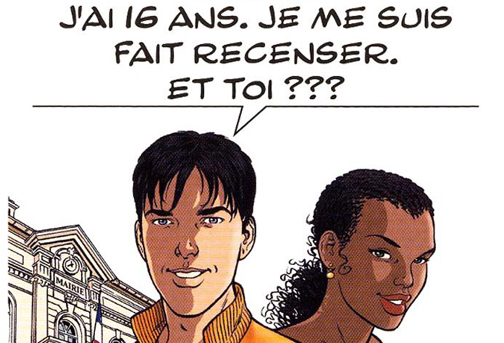 J'AI 16 ANS. JE ME SUIS
FAIT RECENSER.
ET TOI ???
MAIRIE